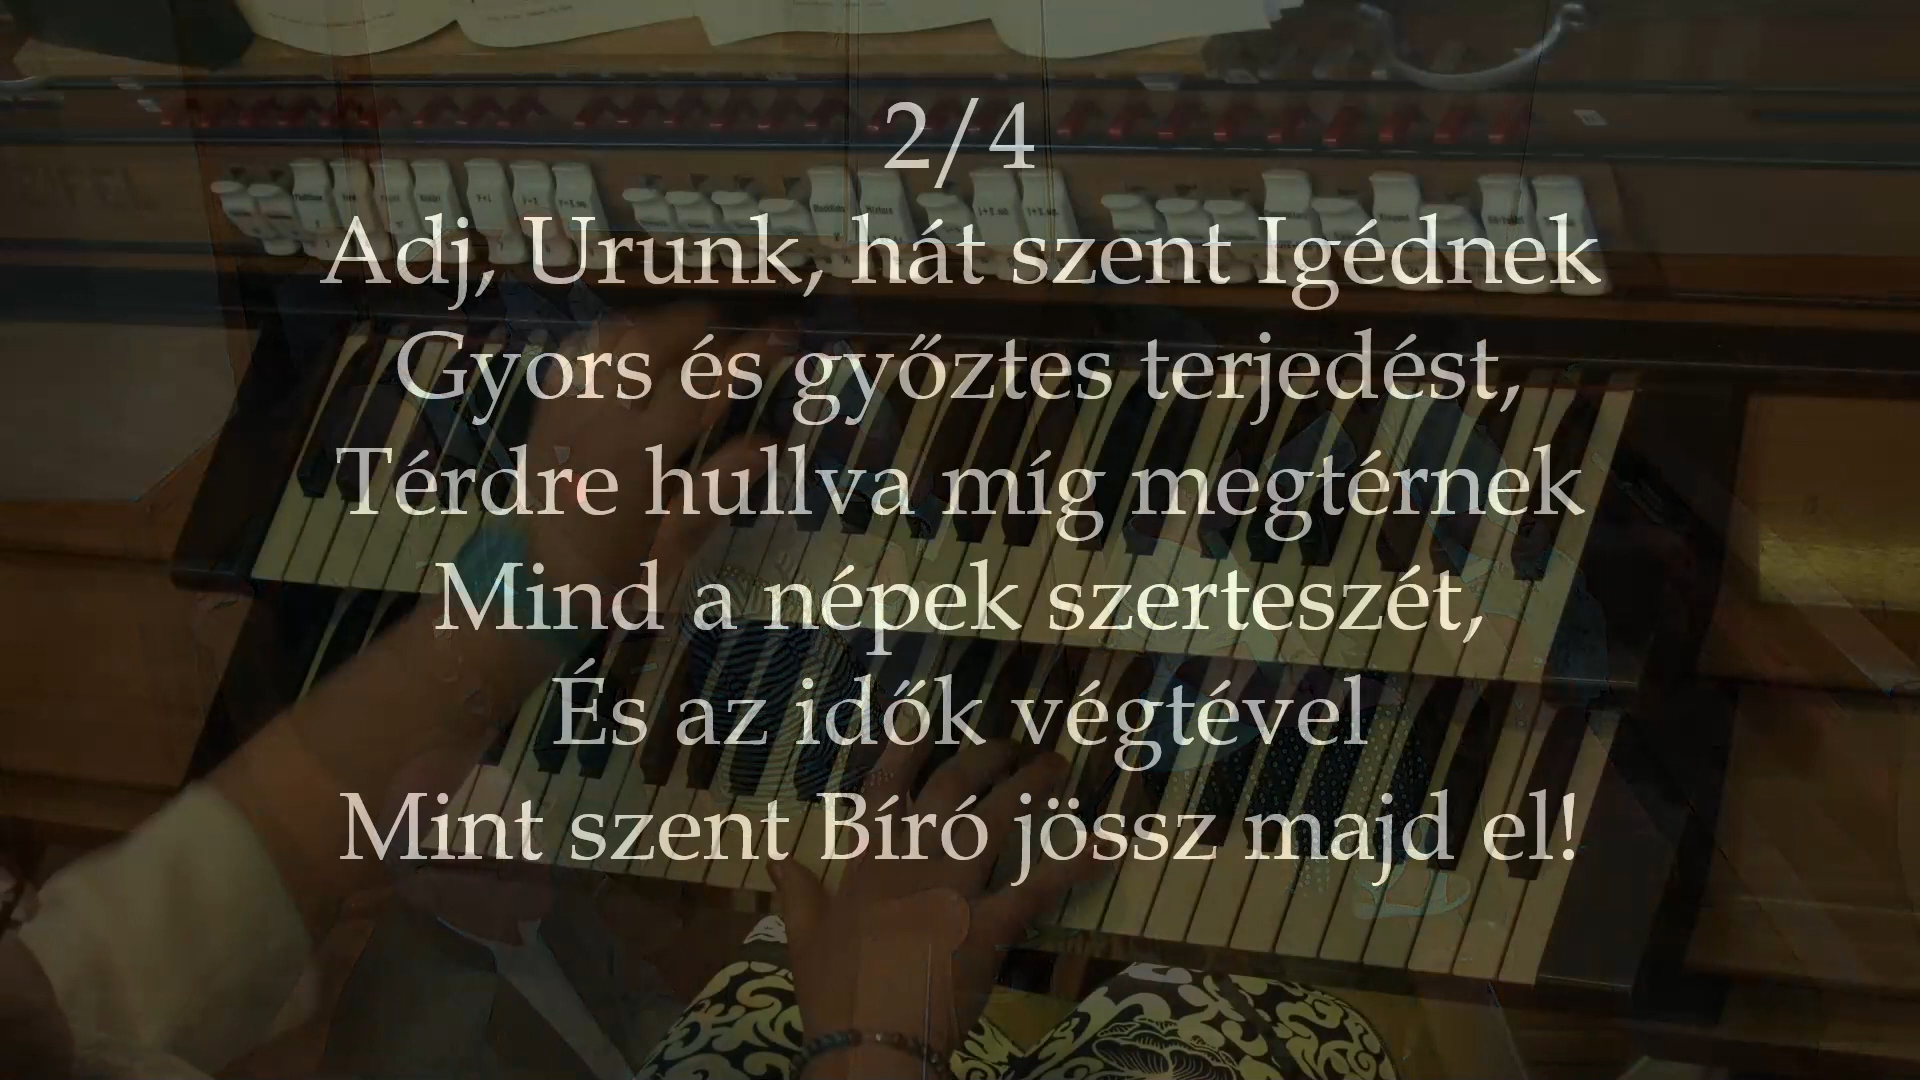 2/4
Adj, Urunk, hát szent Igédnek
Gyors és győztes terjedést,
Térdre hullva míg megtérnek
Mind a népek szerteszét,
És az idők végtével
Mint szent Bíró jössz majd el!